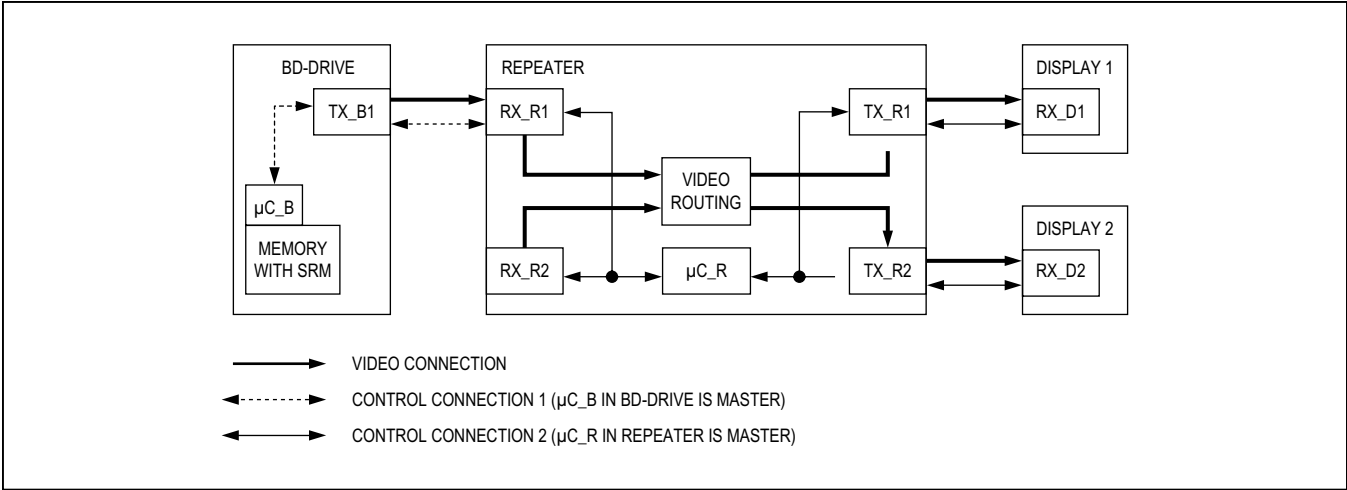 BD-DRIVE
TX_B1
µC_B
MEMORY
WITH SRM
REPEATER
RX_R1
RX_R2
VIDEO
ROUTING
µC_R
TX_R1
TX_R2
DISPLAY 1
RX_D1
DISPLAY 2
RX_D2
VIDEO CONNECTION
CONTROL CONNECTION 1 (µC_B IN BD-DRIVE IS MASTER)
CONTROL CONNECTION 2 (µC_R IN REPEATER IS MASTER)